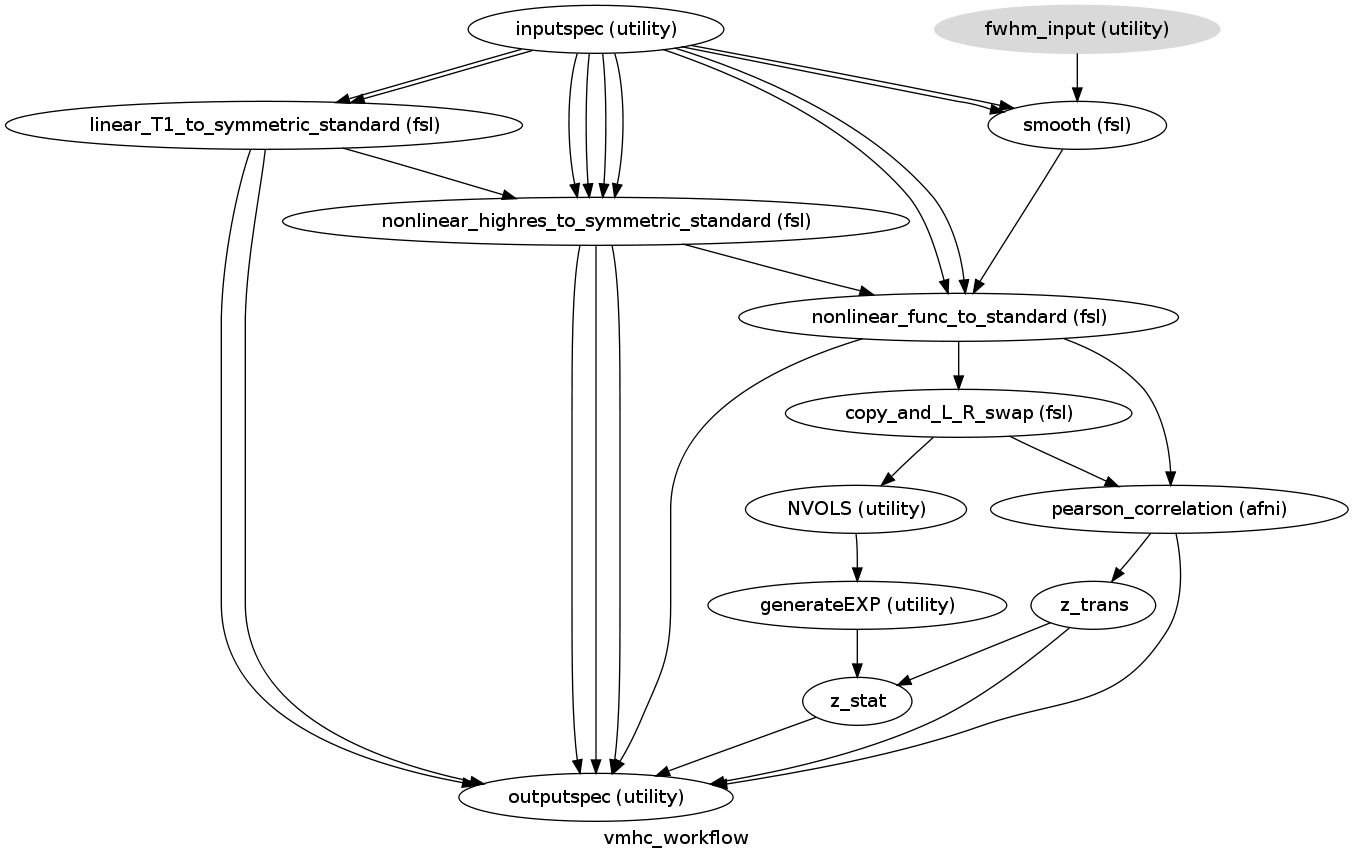 inputspec (utility)
fwhm_input (utility)
linear_T1_to_symmetric_standard (fsl)
smooth (fsl)
nonlinear_highres_to_symmetric_standard (fsl)
nonlinear_func_to_standard (fsl)
copy_and_L_R_swap (fsl)
NVOLS (utility)
pearson_correlation (afni)
generateEXP (utility)
z_trans
z_stat
outputspec (utility)
vmhc_workflow